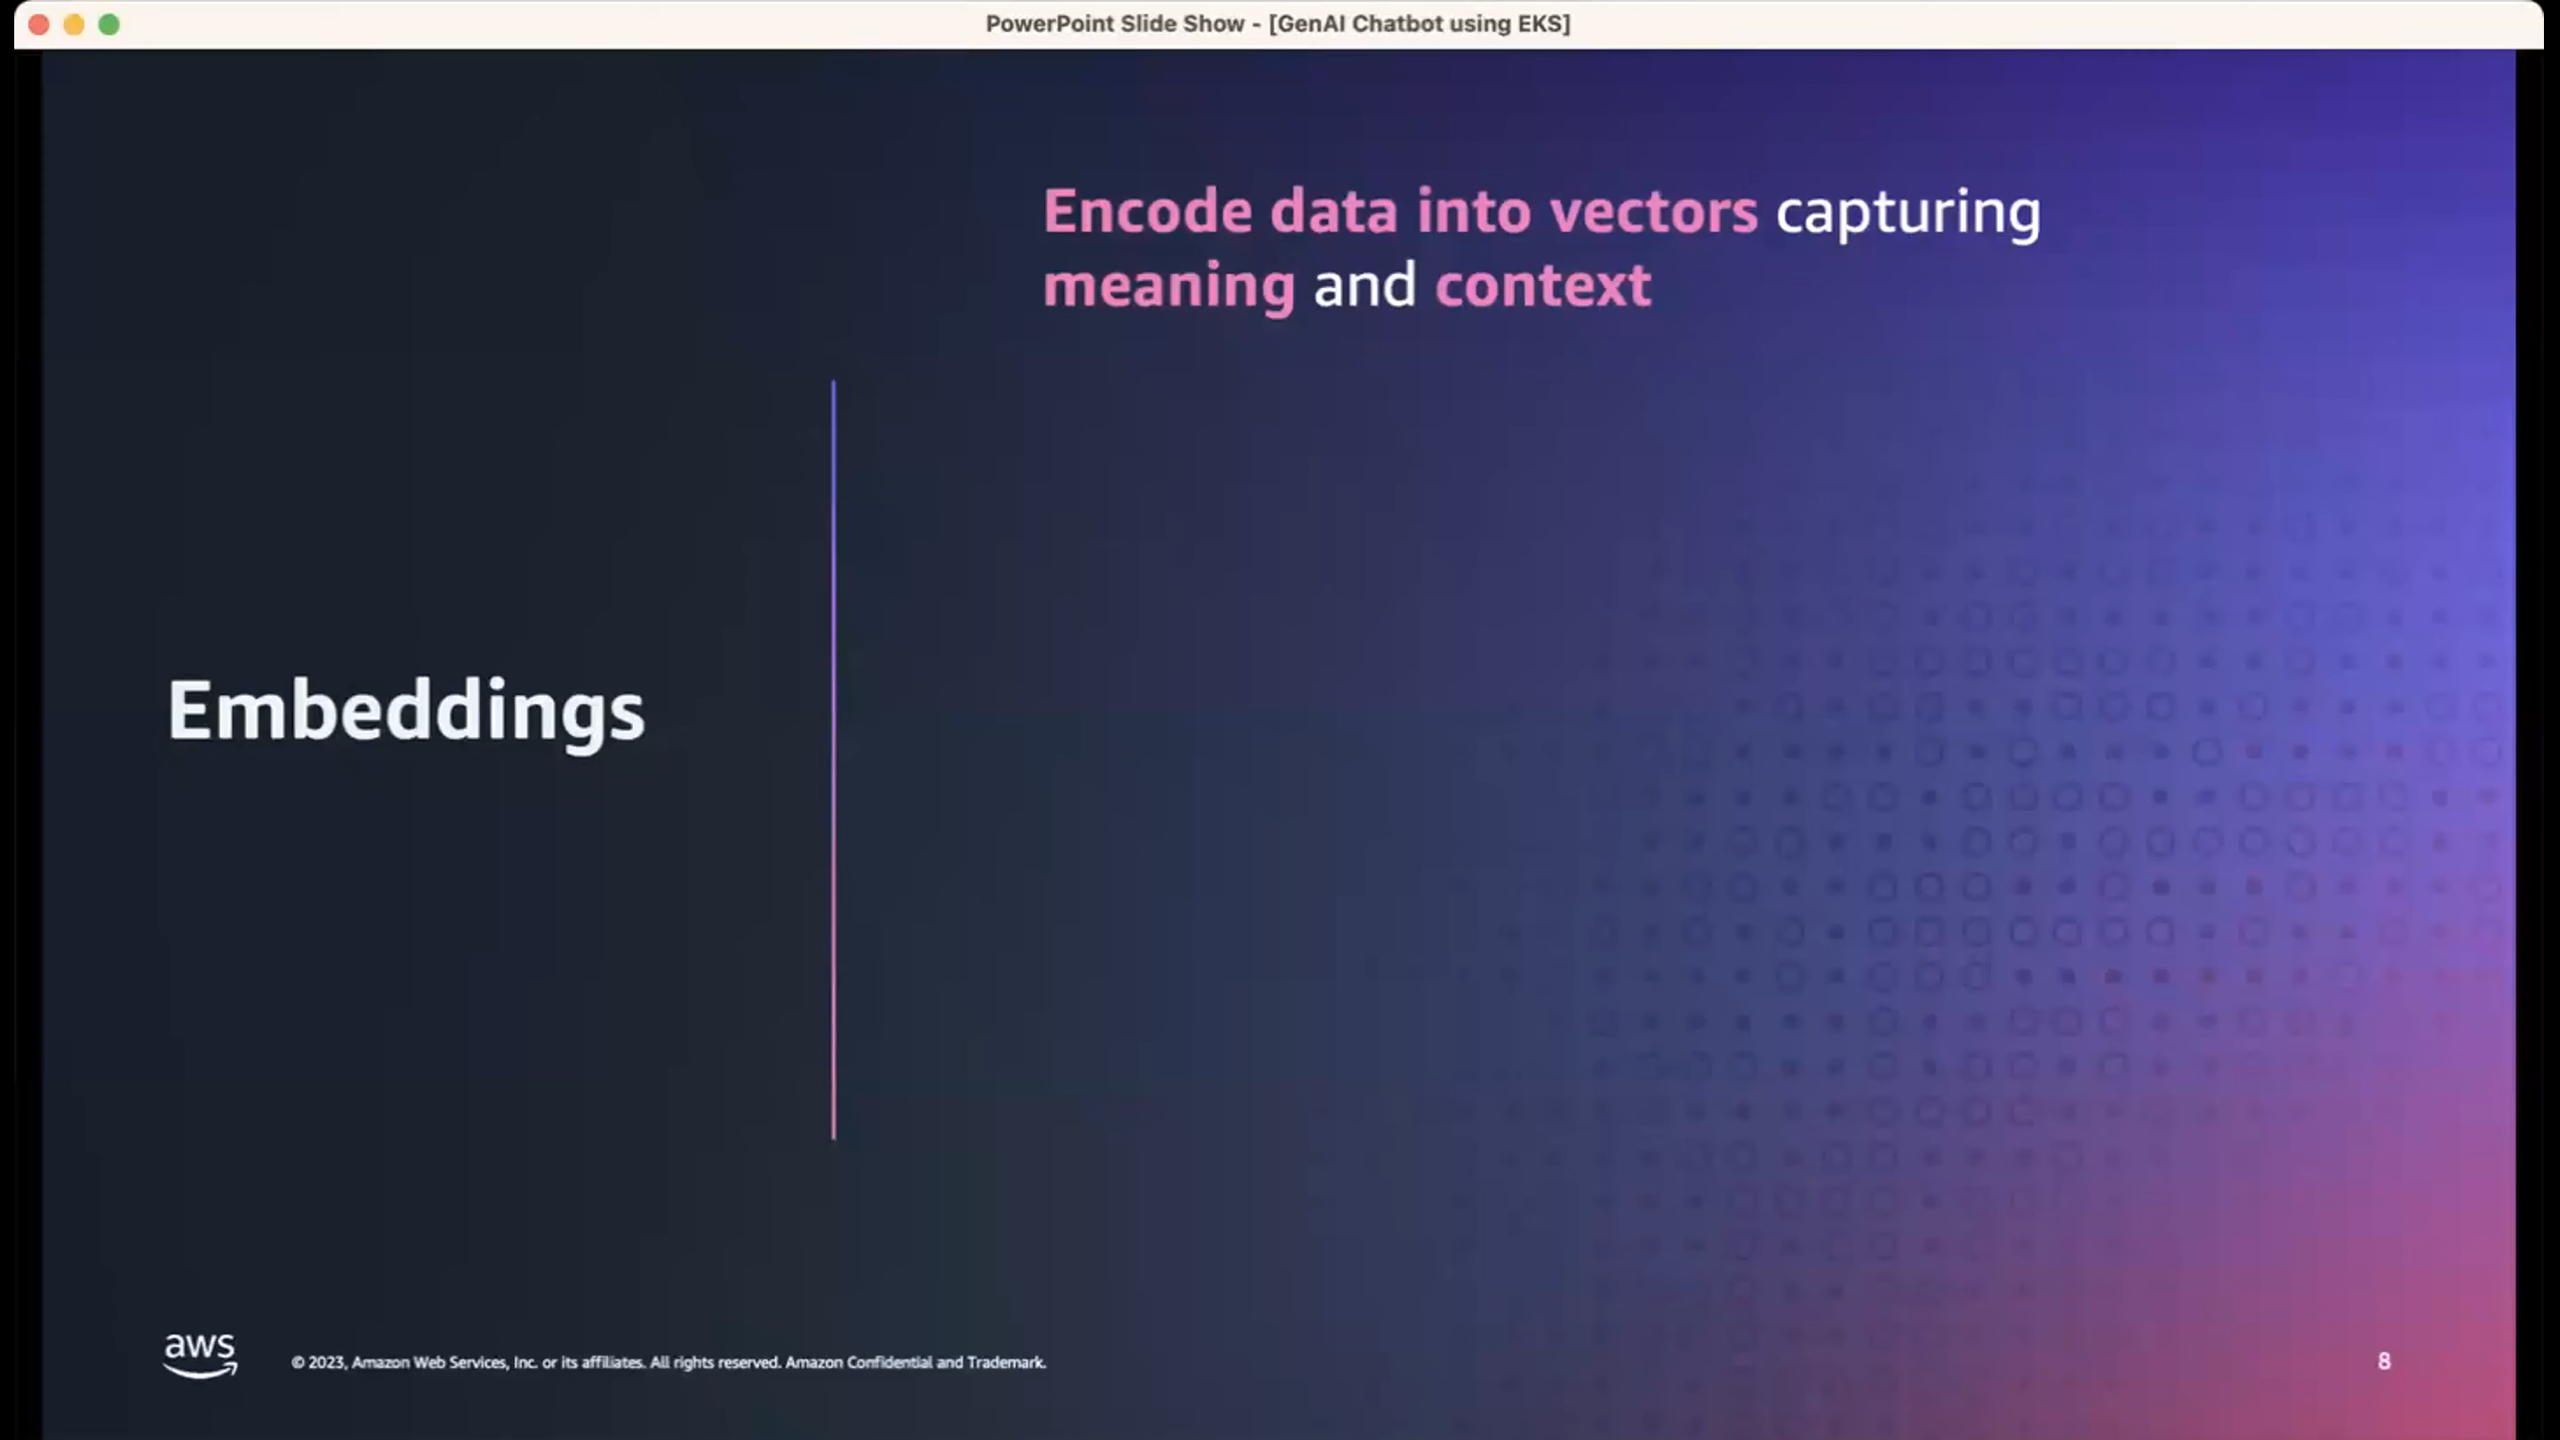 PowerPoint Slide Show - [GenAI Chatbot using EKS]
Encode data into vectors capturing
meaning and context
Embeddings
aws
© 2023, Amazon Web Services, Inc. or its affiliates. All rights reserved. Amazon Confidential and Trademark.
8